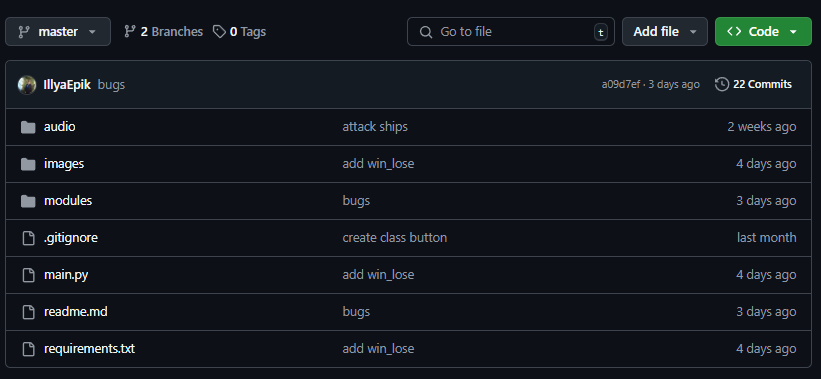 master 2 Branches 0 Tags Go to file t Add file Code
IllyaEpik bugs a09d7ef · 3 days ago 22 Commits
audio attack ships 2 weeks ago
images add win_lose 4 days ago
modules bugs 3 days ago
.gitignore create class button last month
main.py add win_lose 4 days ago
readme.md bugs 3 days ago
requirements.txt add win_lose 4 days ago